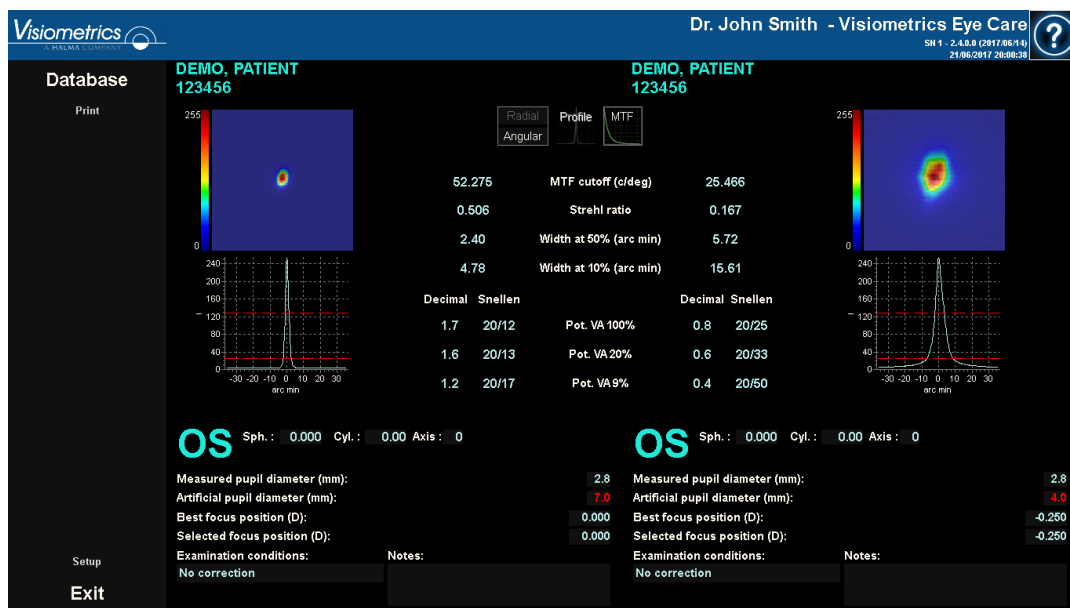 Visiometrics
A HALMA COMPANY
Dr. John Smith - Visiometrics Eye Care
SN 1 - 2.4.0.0 (2017/06/14)
21/06/2017 20:00:38
?
Database
Print
Setup
Exit
DEMO, PATIENT
123456
DEMO, PATIENT
123456
255
0
255
0
Radial
Angular
Profile
MTF
52.275 MTF cutoff (c/deg) 25.466
0.506 Strehl ratio 0.167
2.40 Width at 50% (arc min) 5.72
4.78 Width at 10% (arc min) 15.61
Decimal Snellen Decimal Snellen
1.7 20/12 Pot. VA 100% 0.8 20/25
1.6 20/13 Pot. VA 20% 0.6 20/33
1.2 20/17 Pot. VA 9% 0.4 20/50
240
200
160
120
80
40
0
-30 -20 -10 0 10 20 30
arc min
240
200
160
120
80
40
0
-30 -20 -10 0 10 20 30
arc min
OS Sph. : 0.000 Cyl. : 0.00 Axis : 0
Measured pupil diameter (mm): 2.8
Artificial pupil diameter (mm): 7.0
Best focus position (D): 0.000
Selected focus position (D): 0.000
Examination conditions: Notes:
No correction
OS Sph. : 0.000 Cyl. : 0.00 Axis : 0
Measured pupil diameter (mm): 2.8
Artificial pupil diameter (mm): 4.0
Best focus position (D): -0.250
Selected focus position (D): -0.250
Examination conditions: Notes:
No correction